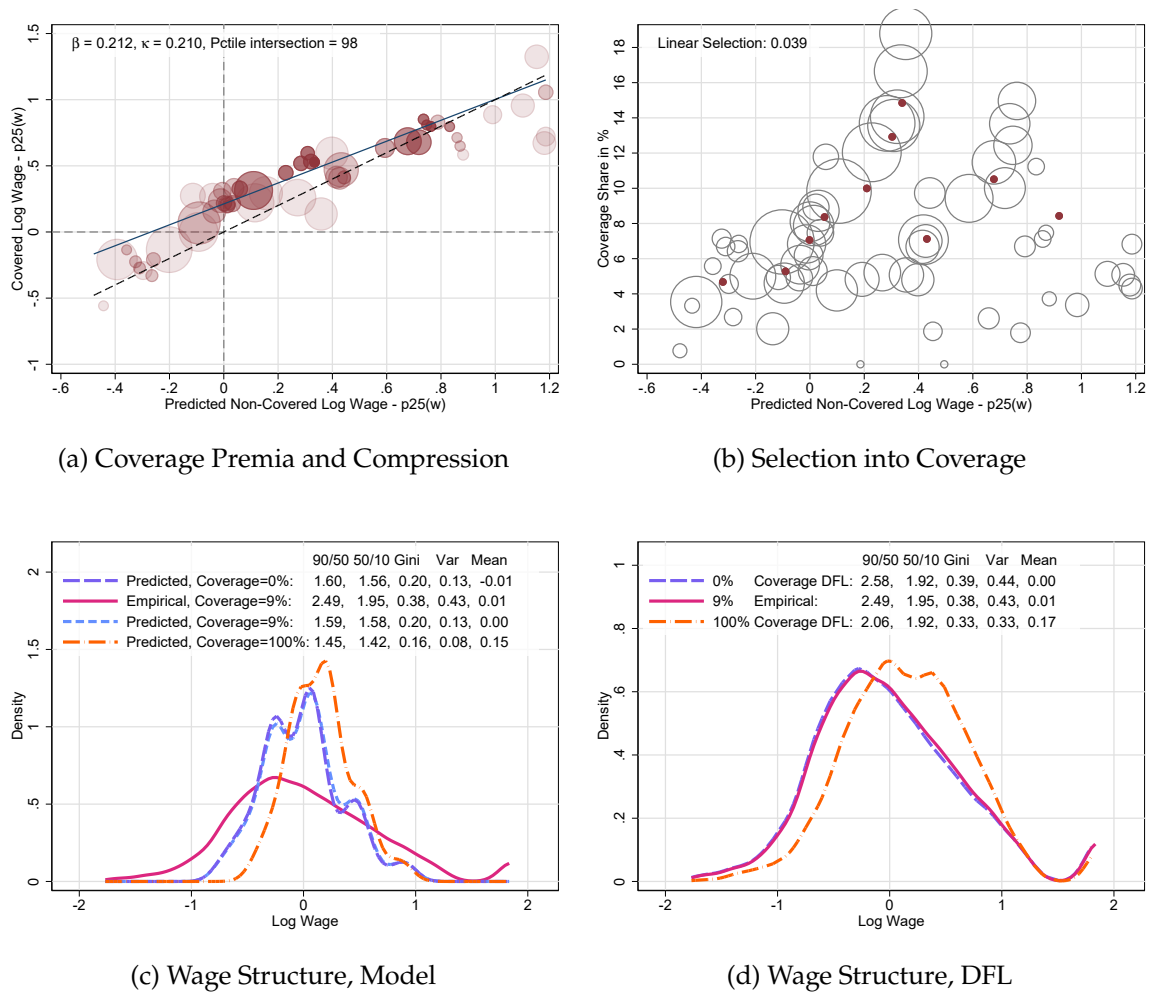 β = 0.212, κ = 0.210, Pctile intersection = 98
Covered Log Wage - p25(w)
1.5
1
.5
0
-.5
-1
-.6
-.4
-.2
0
.2
.4
.6
.8
1
1.2
Predicted Non-Covered Log Wage - p25(w)
(a) Coverage Premia and Compression
Linear Selection: 0.039
Coverage Share in %
18
16
14
12
10
8
6
4
2
0
-.6
-.4
-.2
0
.2
.4
.6
.8
1
1.2
Predicted Non-Covered Log Wage - p25(w)
(b) Selection into Coverage
90/50 50/10 Gini Var Mean
Predicted, Coverage=0%: 1.60, 1.56, 0.20, 0.13, -0.01
Empirical, Coverage=9%: 2.49, 1.95, 0.38, 0.43, 0.01
Predicted, Coverage=9%: 1.59, 1.58, 0.20, 0.13, 0.00
Predicted, Coverage=100%: 1.45, 1.42, 0.16, 0.08, 0.15
Density
2
1.5
1
.5
0
-2
-1
0
1
2
Log Wage
(c) Wage Structure, Model
90/50 50/10 Gini Var Mean
0% Coverage DFL: 2.58, 1.92, 0.39, 0.44, 0.00
9% Empirical: 2.49, 1.95, 0.38, 0.43, 0.01
100% Coverage DFL: 2.06, 1.92, 0.33, 0.33, 0.17
Density
1
.8
.6
.4
.2
0
-2
-1
0
1
2
Log Wage
(d) Wage Structure, DFL